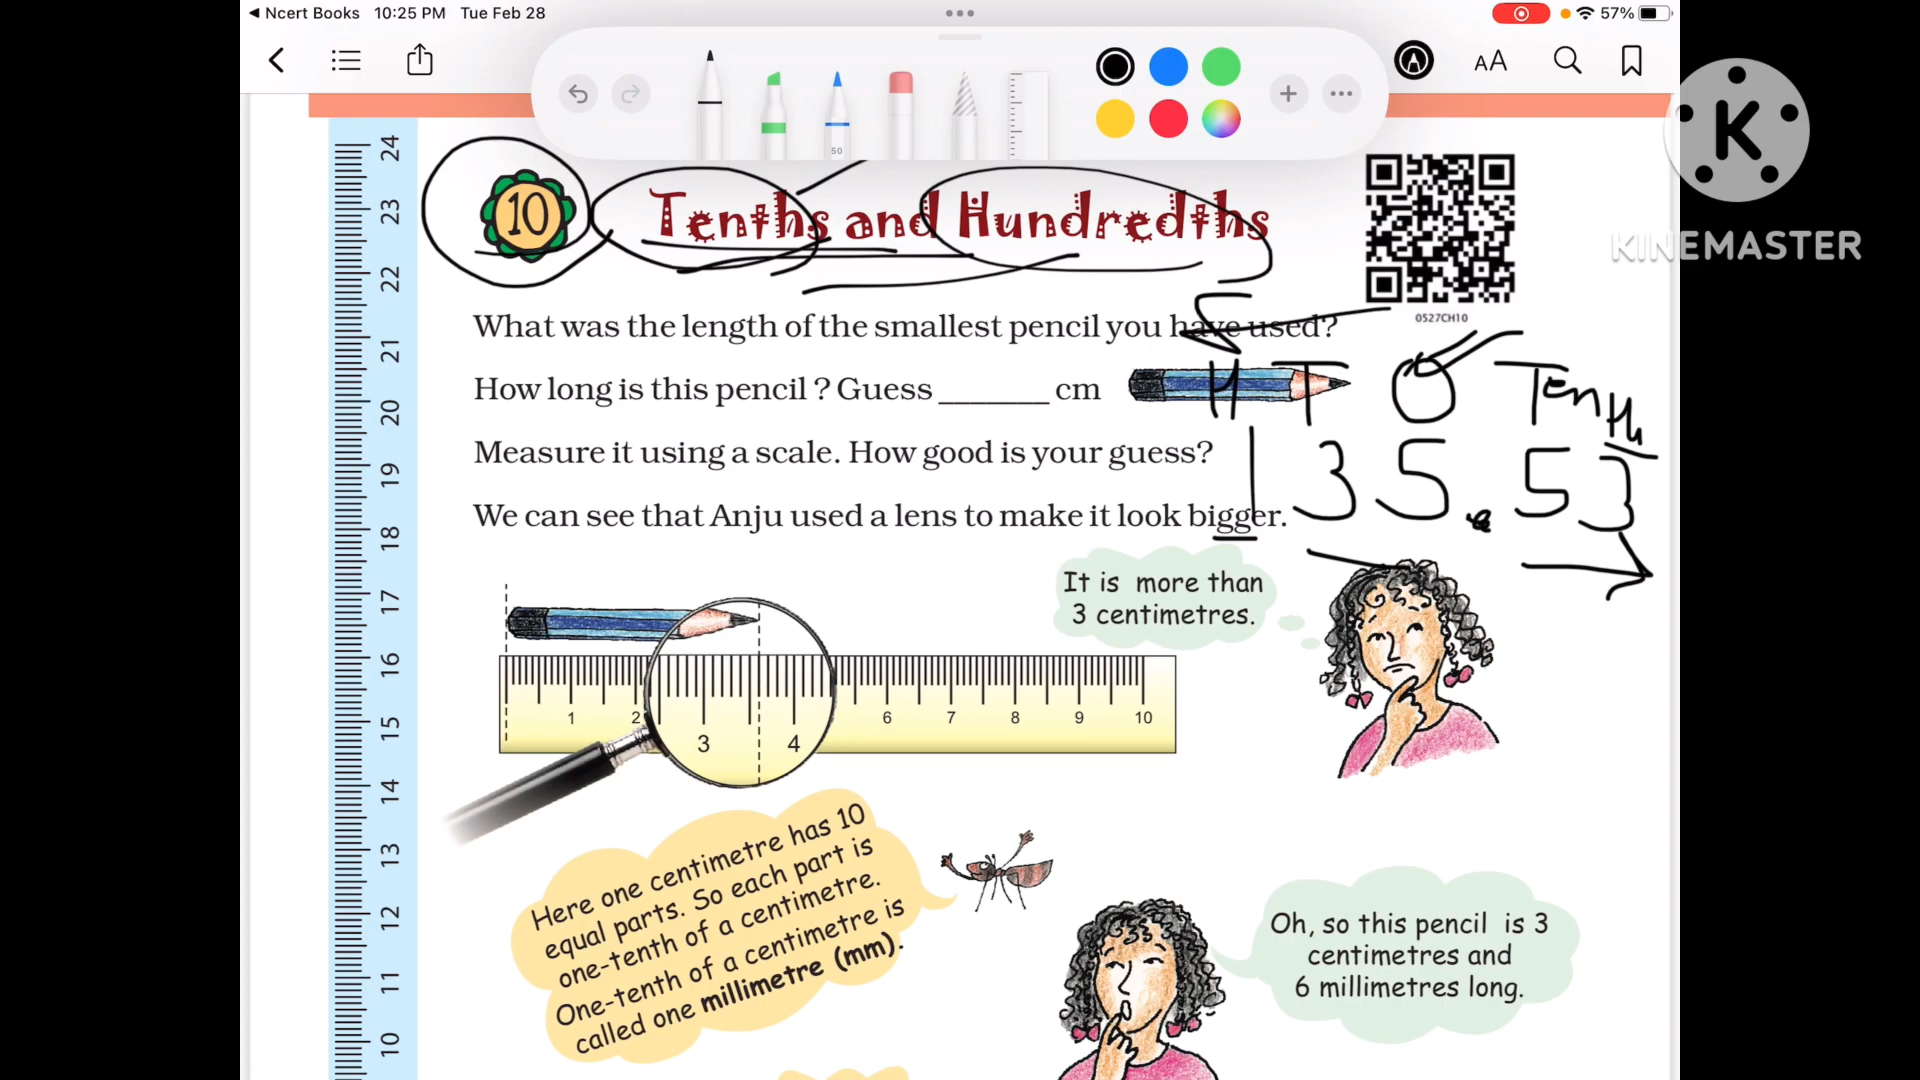 Ncert Books 10:25 PM Tue Feb 28
57%
AA
50
K
KINEMASTER
10
Tenths and Hundredths
0527CH10
What was the length of the smallest pencil you have used?
How long is this pencil ? Guess _______ cm
Measure it using a scale. How good is your guess?
We can see that Anju used a lens to make it look bigger.
H T O Ten H
1 3 5 . 5 3
It is more than
3 centimetres.
1 2 3 4 6 7 8 9 10
Here one centimetre has 10
equal parts. So each part is
one-tenth of a centimetre.
One-tenth of a centimetre is
called one millimetre (mm).
Oh, so this pencil is 3
centimetres and
6 millimetres long.
24
23
22
21
20
19
18
17
16
15
14
13
12
11
10